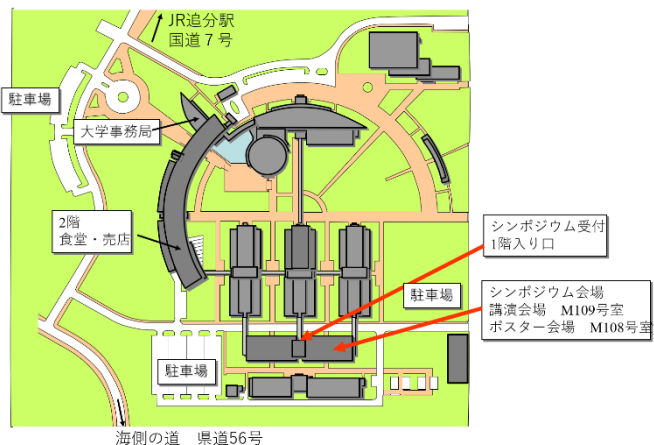 JR追分駅
国道７号
駐車場
大学事務局
2階
食堂・売店
シンポジウム受付
1階入り口
駐車場
シンポジウム会場
講演会場　M109号室
ポスター会場　M108号室
駐車場
海側の道　県道56号